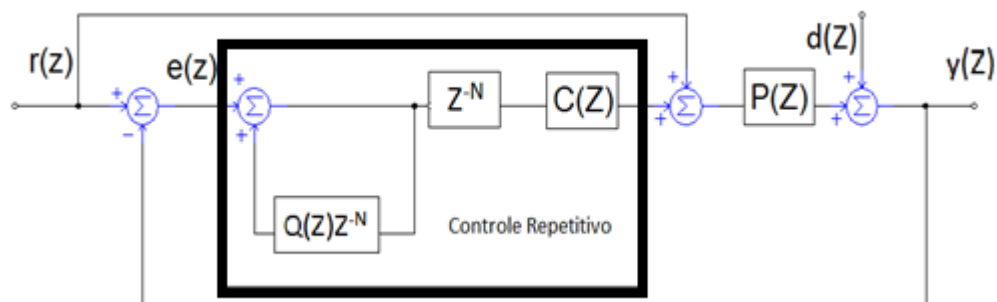 r(z)
e(z)
d(Z)
y(Z)
+
Σ
−
+
Σ
+
Z⁻ᴺ
C(Z)
+
Σ
+
P(Z)
+
Σ
+
Q(Z)Z⁻ᴺ
Controle Repetitivo